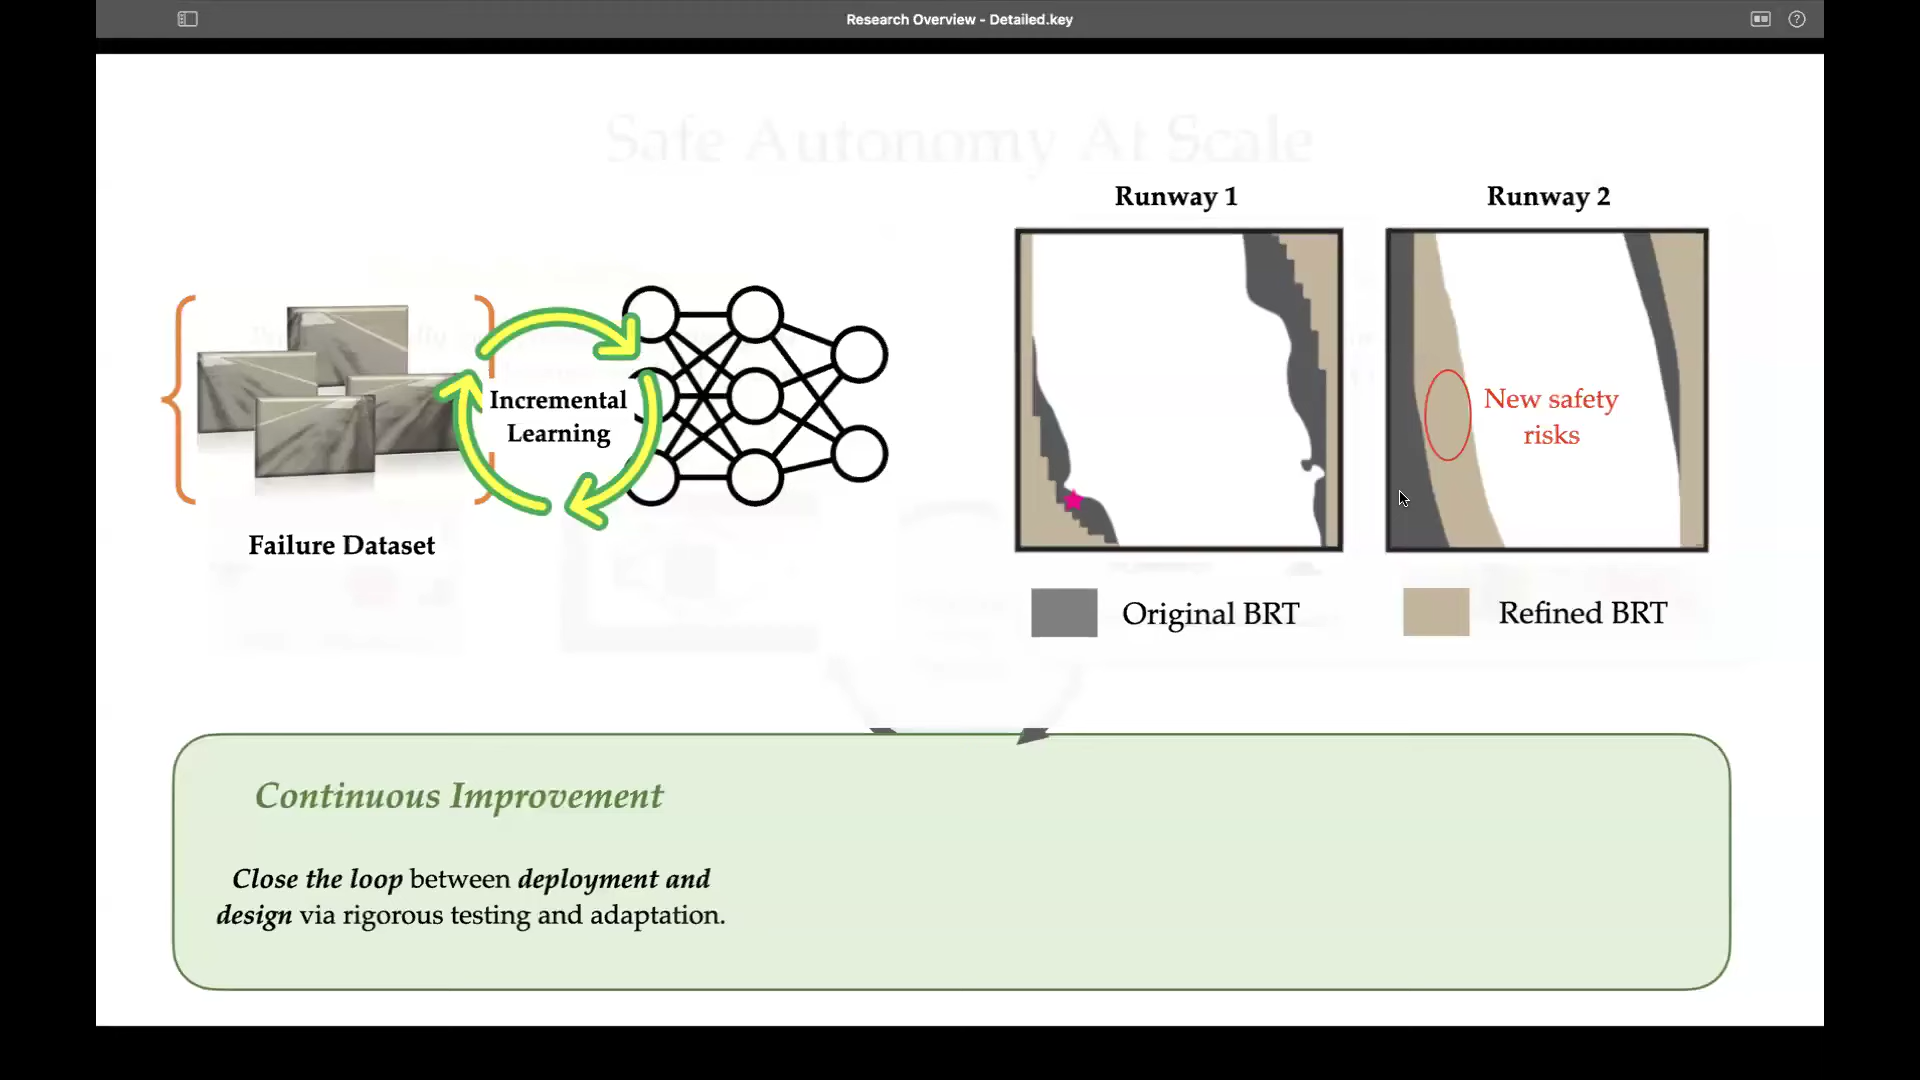 Research Overview - Detailed.key
Safe Autonomy At Scale
Runway 1
Runway 2
Incremental
Learning
New safety
risks
Failure Dataset
Original BRT
Refined BRT
Continuous Improvement
Close the loop between deployment and
design via rigorous testing and adaptation.